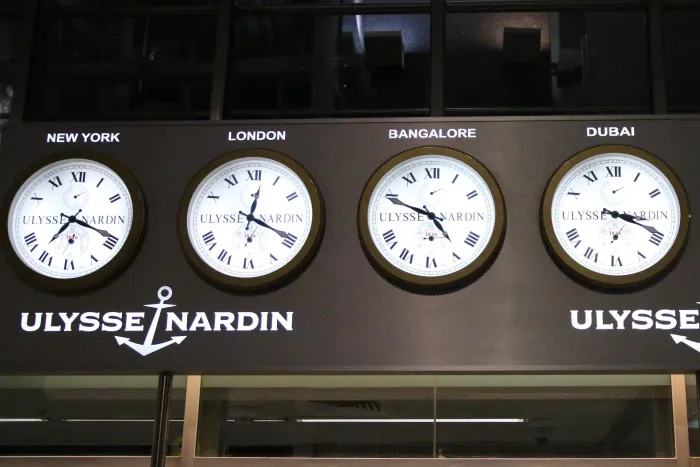 NEW YORK
LONDON
BANGALORE
DUBAI
ULYSSE NARDIN
ULYSSE NARDIN
ULYSSE NARDIN
ULYSSE NARDIN
ULYSSE NARDIN
ULYSSE